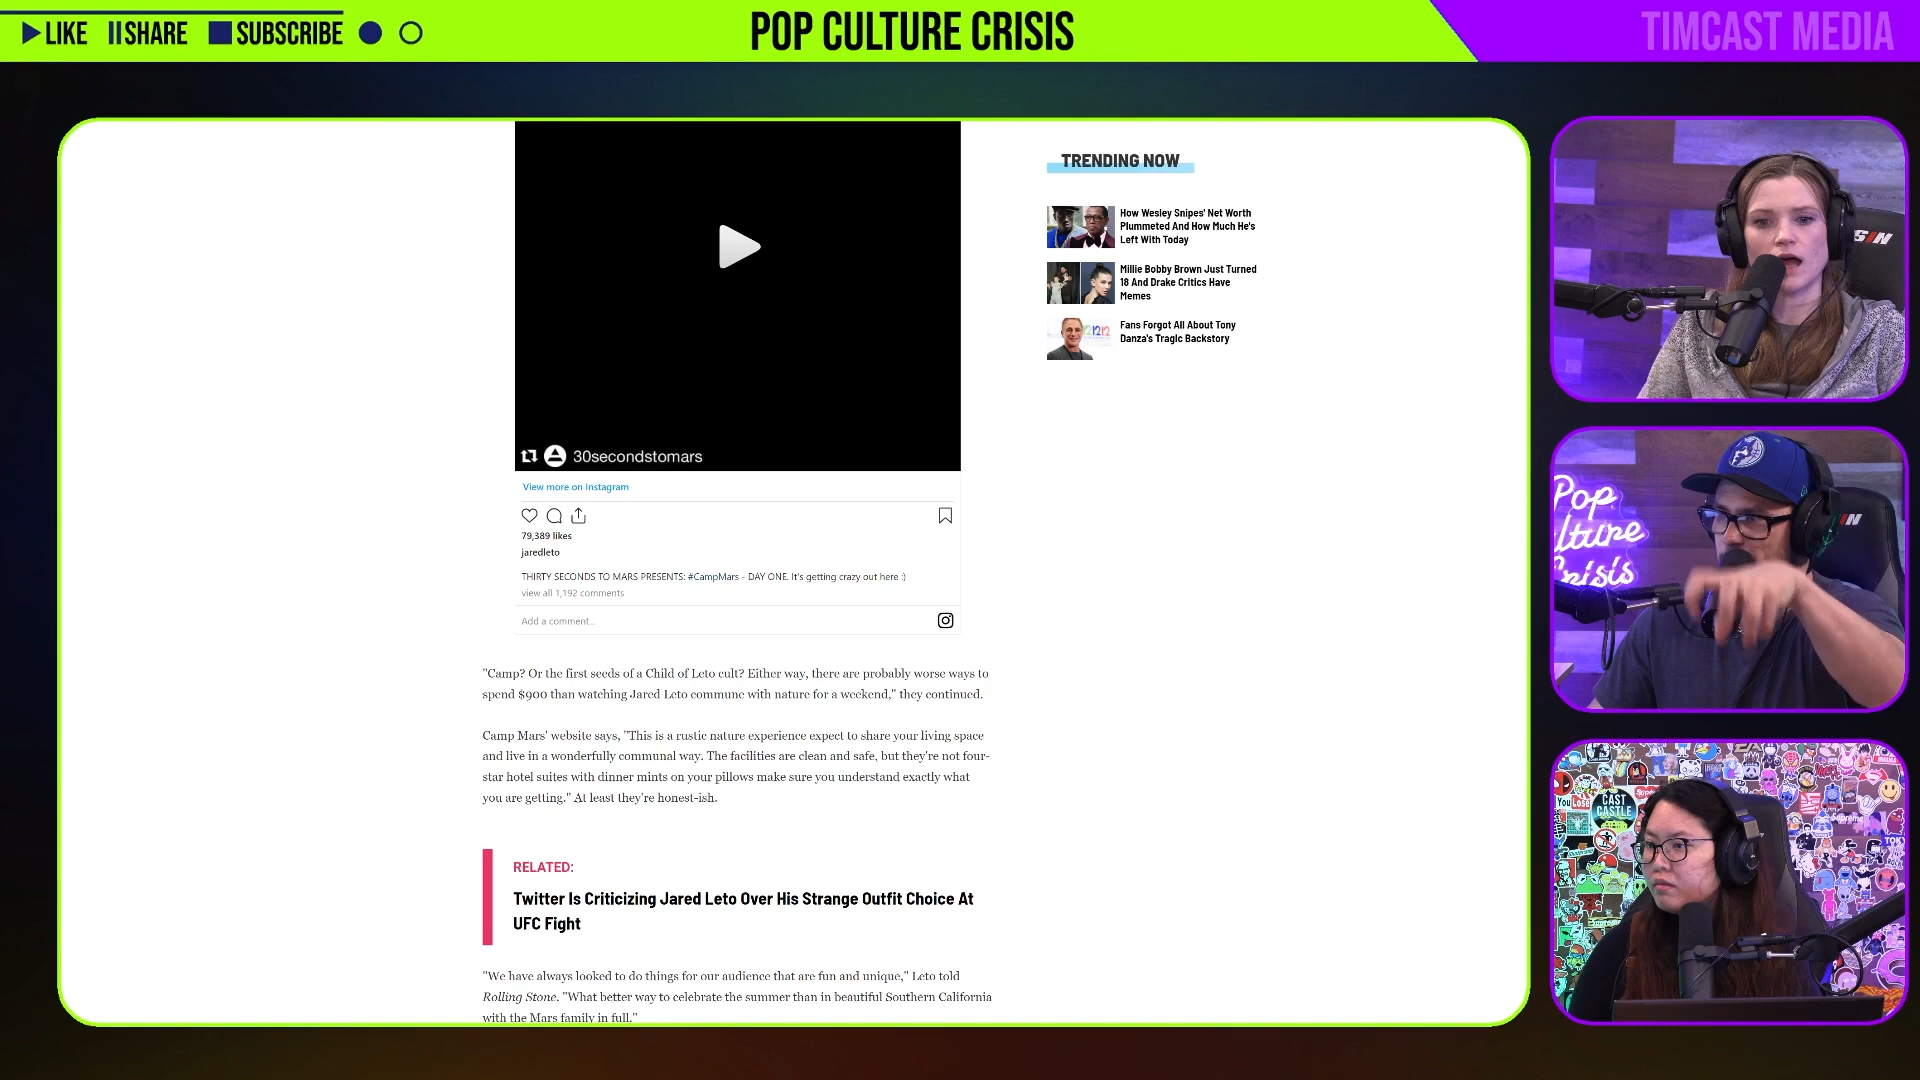 LIKE SHARE SUBSCRIBE
POP CULTURE CRISIS
TIMCAST MEDIA
30secondstomars
View more on Instagram
79,389 likes
jaredleto
THIRTY SECONDS TO MARS PRESENTS: #CampMars - DAY ONE. It's getting crazy out here :)
view all 1,192 comments
Add a comment...
"Camp? Or the first seeds of a Child of Leto cult? Either way, there are probably worse ways to
spend $900 than watching Jared Leto commune with nature for a weekend," they continued.
Camp Mars' website says, "This is a rustic nature experience expect to share your living space
and live in a wonderfully communal way. The facilities are clean and safe, but they're not four-
star hotel suites with dinner mints on your pillows make sure you understand exactly what
you are getting." At least they're honest-ish.
RELATED:
Twitter Is Criticizing Jared Leto Over His Strange Outfit Choice At
UFC Fight
"We have always looked to do things for our audience that are fun and unique," Leto told
Rolling Stone. "What better way to celebrate the summer than in beautiful Southern California
with the Mars family in full."
TRENDING NOW
How Wesley Snipes' Net Worth
Plummeted And How Much He's
Left With Today
Millie Bobby Brown Just Turned
18 And Drake Critics Have
Memes
Fans Forgot All About Tony
Danza's Tragic Backstory
Pop
lture
Crisis
You Lose
CAST
CASTLE
Supreme